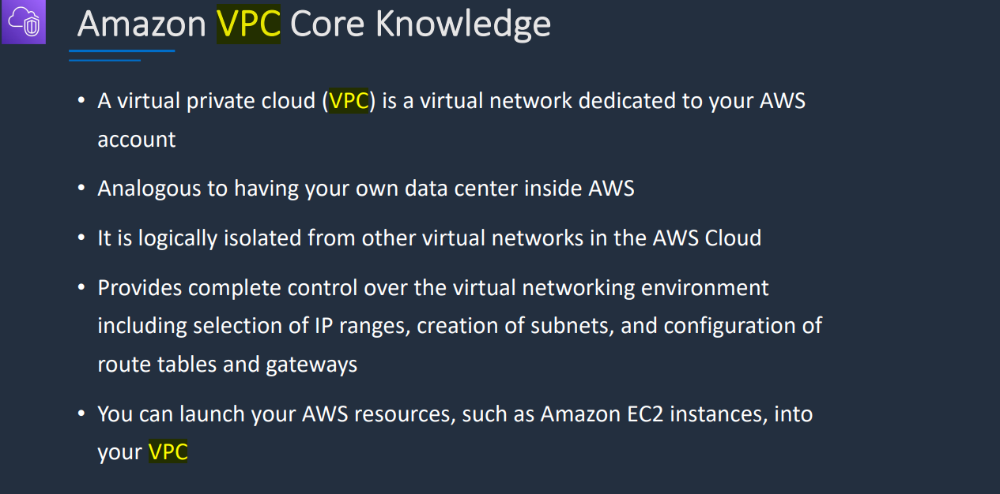 Amazon VPC Core Knowledge
• A virtual private cloud (VPC) is a virtual network dedicated to your AWS
account
• Analogous to having your own data center inside AWS
• It is logically isolated from other virtual networks in the AWS Cloud
• Provides complete control over the virtual networking environment
including selection of IP ranges, creation of subnets, and configuration of
route tables and gateways
• You can launch your AWS resources, such as Amazon EC2 instances, into
your VPC